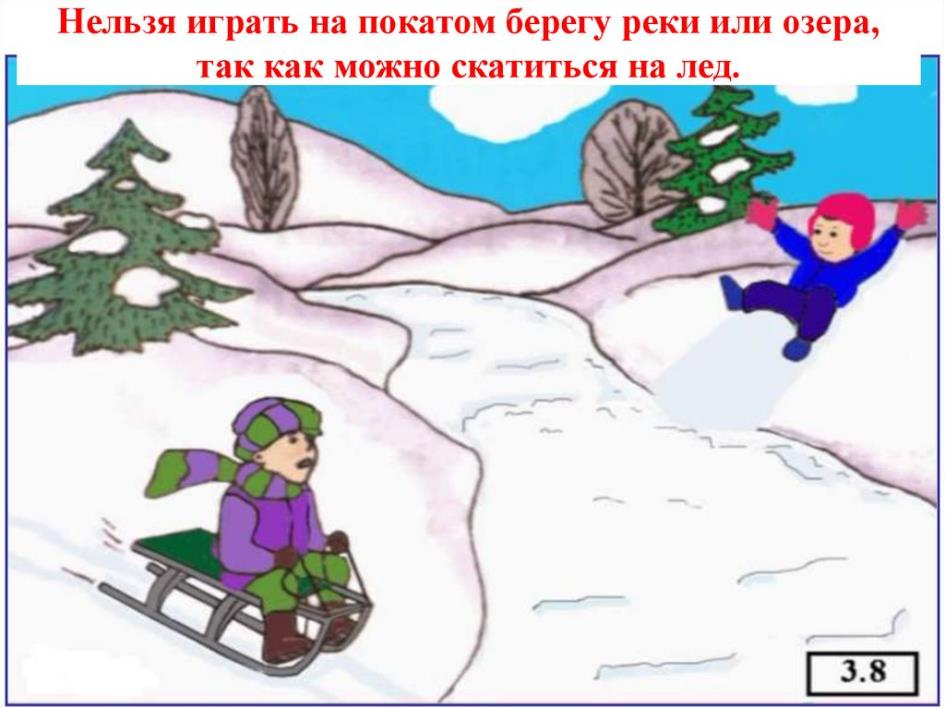 Нельзя играть на покатом берегу реки или озера,
так как можно скатиться на лед.
3.8